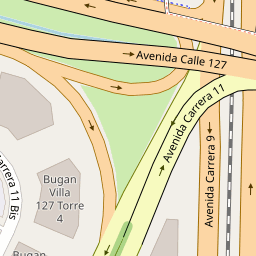 Avenida Calle 127
Avenida Carrera 11
Avenida Carrera 9
Carrera 11 Bis
Bugan
Villa
127 Torre
4
Bugan